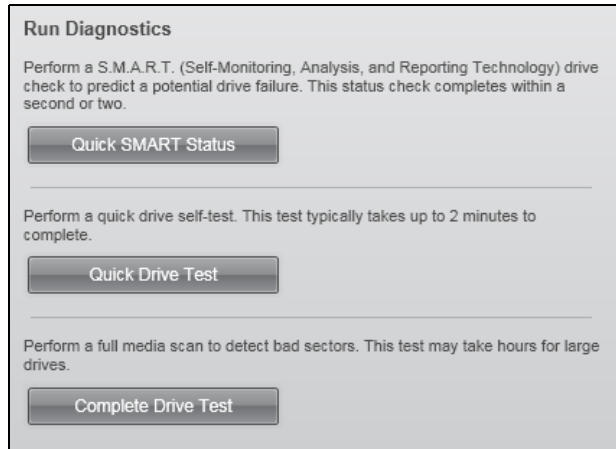 Run Diagnostics
Perform a S.M.A.R.T. (Self-Monitoring, Analysis, and Reporting Technology) drive
check to predict a potential drive failure. This status check completes within a
second or two.
Quick SMART Status
Perform a quick drive self-test. This test typically takes up to 2 minutes to
complete.
Quick Drive Test
Perform a full media scan to detect bad sectors. This test may take hours for large
drives.
Complete Drive Test